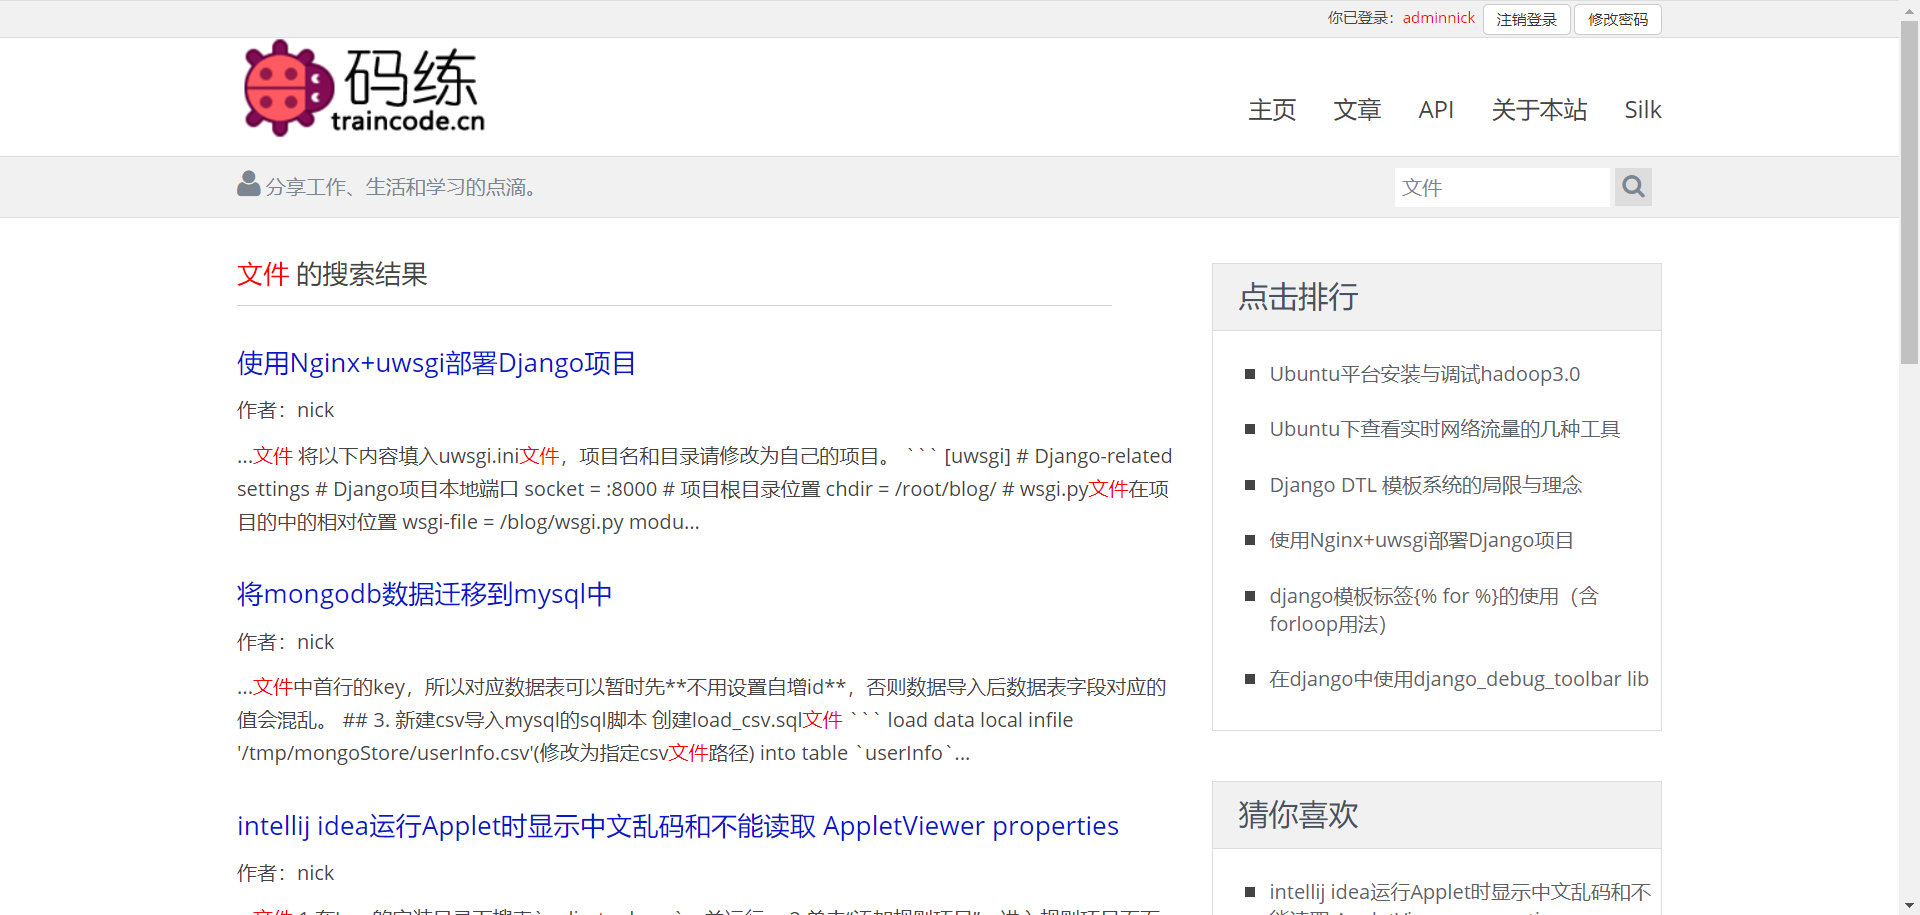 你已登录：adminnick 注销登录 修改密码
码练
traincode.cn
主页 文章 API 关于本站 Silk
分享工作、生活和学习的点滴。
文件
文件 的搜索结果
使用Nginx+uwsgi部署Django项目
作者：nick
...文件 将以下内容填入uwsgi.ini文件，项目名和目录请修改为自己的项目。 ``` [uwsgi] # Django-related
settings # Django项目本地端口 socket = :8000 # 项目根目录位置 chdir = /root/blog/ # wsgi.py文件在项
目的中的相对位置 wsgi-file = /blog/wsgi.py modu...
将mongodb数据迁移到mysql中
作者：nick
...文件中首行的key，所以对应数据表可以暂时先**不用设置自增id**，否则数据导入后数据表字段对应的
值会混乱。 ## 3. 新建csv导入mysql的sql脚本 创建load_csv.sql文件 ``` load data local infile
'/tmp/mongoStore/userInfo.csv'(修改为指定csv文件路径) into table `userInfo`...
intellij idea运行Applet时显示中文乱码和不能读取 AppletViewer properties
作者：nick
点击排行
Ubuntu平台安装与调试hadoop3.0
Ubuntu下查看实时网络流量的几种工具
Django DTL 模板系统的局限与理念
使用Nginx+uwsgi部署Django项目
django模板标签{% for %}的使用（含
forloop用法）
在django中使用django_debug_toolbar lib
猜你喜欢
intellij idea运行Applet时显示中文乱码和不